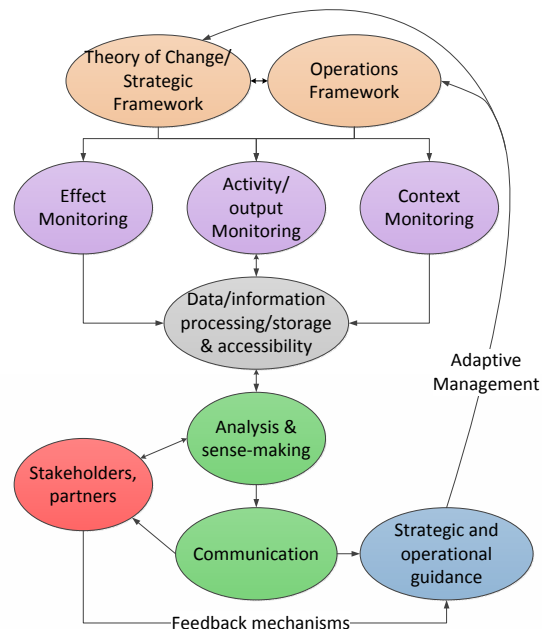 Theory of Change/
Strategic
Framework
Operations
Framework
Effect
Monitoring
Activity/
output
Monitoring
Context
Monitoring
Data/information
processing/storage
& accessibility
Adaptive
Management
Analysis &
sense-making
Stakeholders,
partners
Communication
Strategic and
operational
guidance
Feedback mechanisms